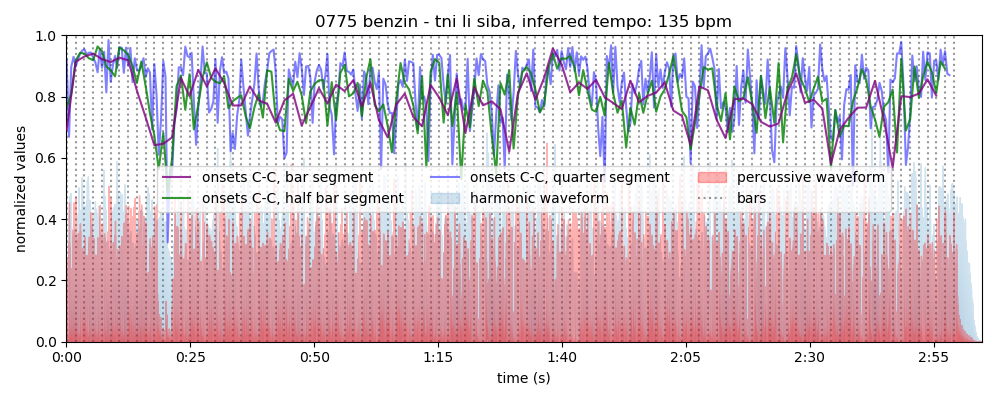 0775 benzin - tni li siba, inferred tempo: 135 bpm
1.0
0.8
0.6
0.4
0.2
0.0
normalized values
onsets C-C, bar segment
onsets C-C, half bar segment
onsets C-C, quarter segment
harmonic waveform
percussive waveform
bars
0:00 0:25 0:50 1:15 1:40 2:05 2:30 2:55
time (s)